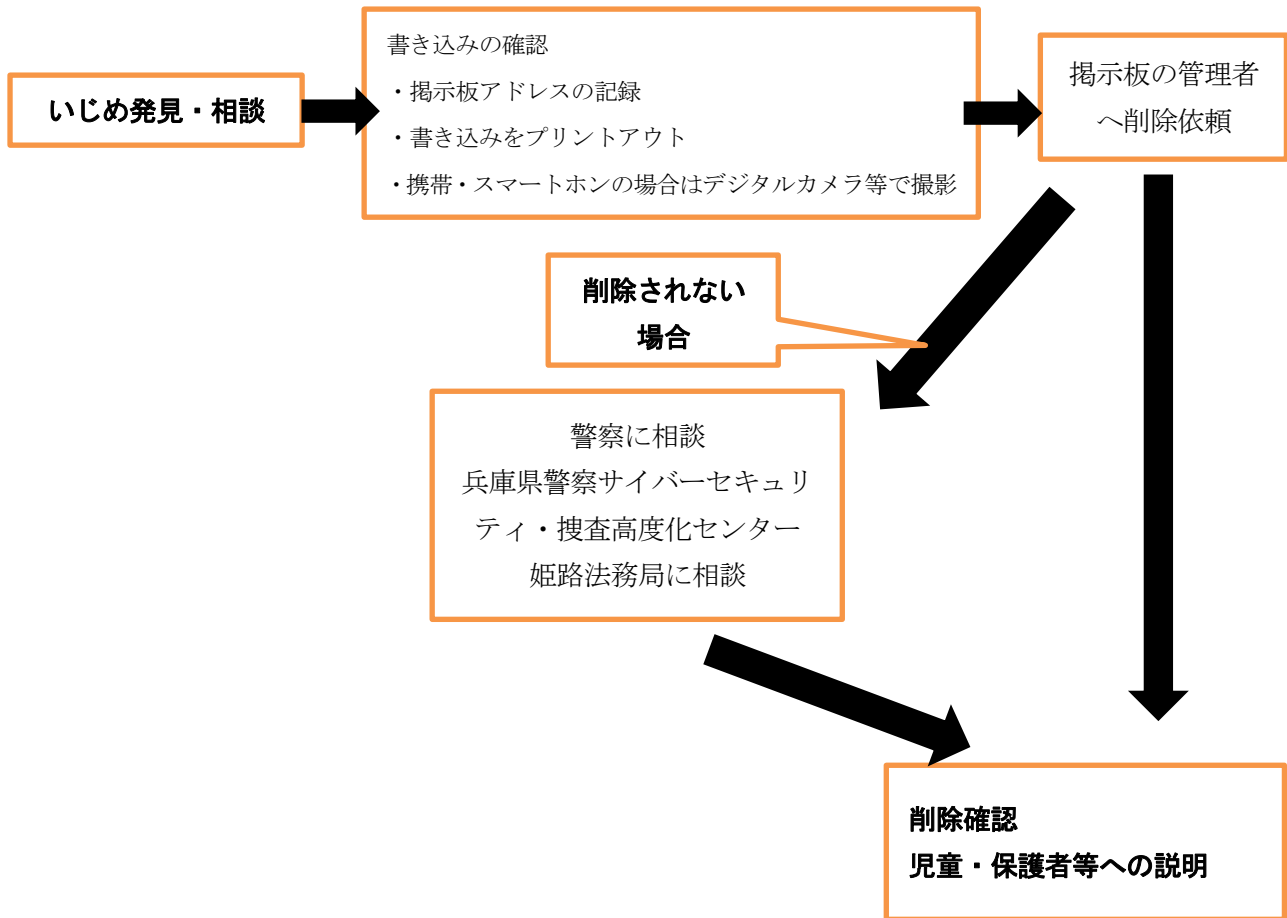 いじめ発見・相談
書き込みの確認
・掲示板アドレスの記録
・書き込みをプリントアウト
・携帯・スマートホンの場合はデジタルカメラ等で撮影
掲示板の管理者
へ削除依頼
削除されない
場合
警察に相談
兵庫県警察サイバーセキュリ
ティ・捜査高度化センター
姫路法務局に相談
削除確認
児童・保護者等への説明